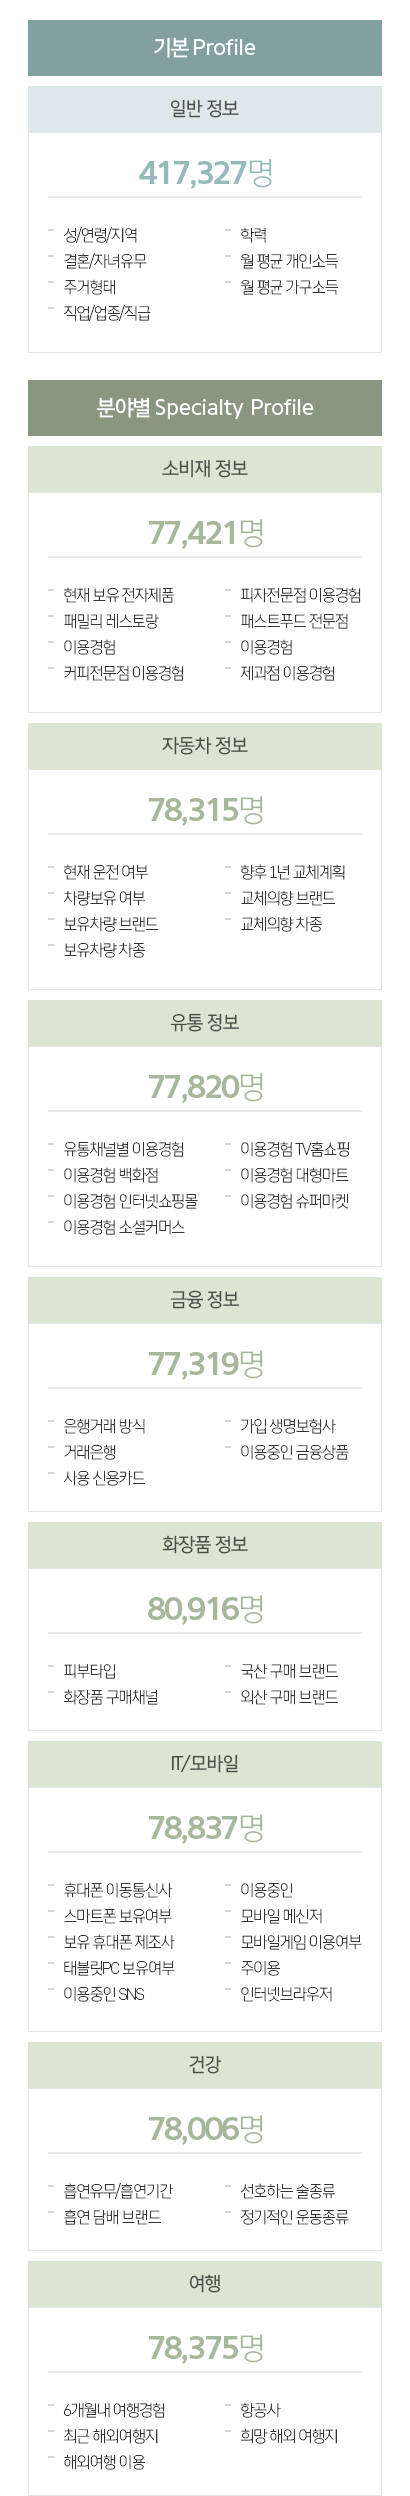 기본 Profile
일반 정보
417,327명
성/연령/지역
결혼/자녀유무
주거형태
직업/업종/직급
학력
월 평균 개인소득
월 평균 가구소득
분야별 Specialty Profile
소비재 정보
77,421명
현재 보유 전자제품
패밀리 레스토랑
이용경험
커피전문점 이용경험
피자전문점 이용경험
패스트푸드 전문점
이용경험
제과점 이용경험
자동차 정보
78,315명
현재 운전 여부
차량보유 여부
보유차량 브랜드
보유차량 차종
향후 1년 교체계획
교체의향 브랜드
교체의향 차종
유통 정보
77,820명
유통채널별 이용경험
이용경험 백화점
이용경험 인터넷쇼핑몰
이용경험 소셜커머스
이용경험 TV홈쇼핑
이용경험 대형마트
이용경험 슈퍼마켓
금융 정보
77,319명
은행거래 방식
거래은행
사용 신용카드
가입 생명보험사
이용중인 금융상품
화장품 정보
80,916명
피부타입
화장품 구매채널
국산 구매 브랜드
외산 구매 브랜드
IT/모바일
78,837명
휴대폰 이동통신사
스마트폰 보유여부
보유 휴대폰 제조사
태블릿PC 보유여부
이용중인 SNS
이용중인
모바일 메신저
모바일게임 이용여부
주이용
인터넷브라우저
건강
78,006명
흡연유무/흡연기간
흡연 담배 브랜드
선호하는 술종류
정기적인 운동종류
여행
78,375명
6개월내 여행경험
최근 해외여행지
해외여행 이용
항공사
희망 해외 여행지